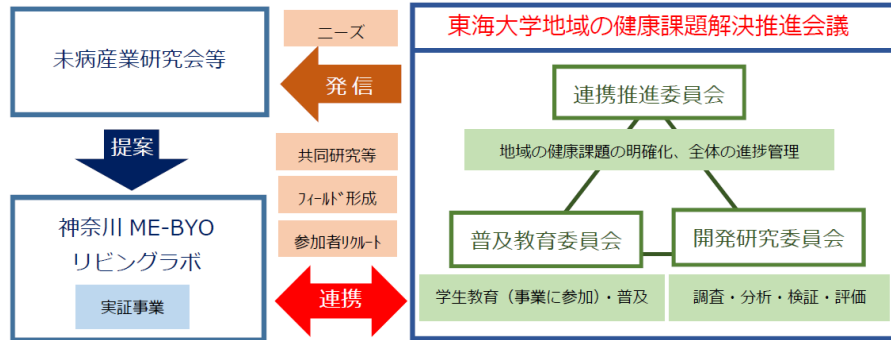 未病産業研究会等
提案
神奈川 ME-BYO
リビングラボ
実証事業
ニーズ
発信
共同研究等
ﾌｨｰﾙﾄﾞ形成
参加者ﾘｸﾙｰﾄ
連携
東海大学地域の健康課題解決推進会議
連携推進委員会
地域の健康課題の明確化、全体の進捗管理
普及教育委員会
開発研究委員会
学生教育（事業に参加）・普及
調査・分析・検証・評価